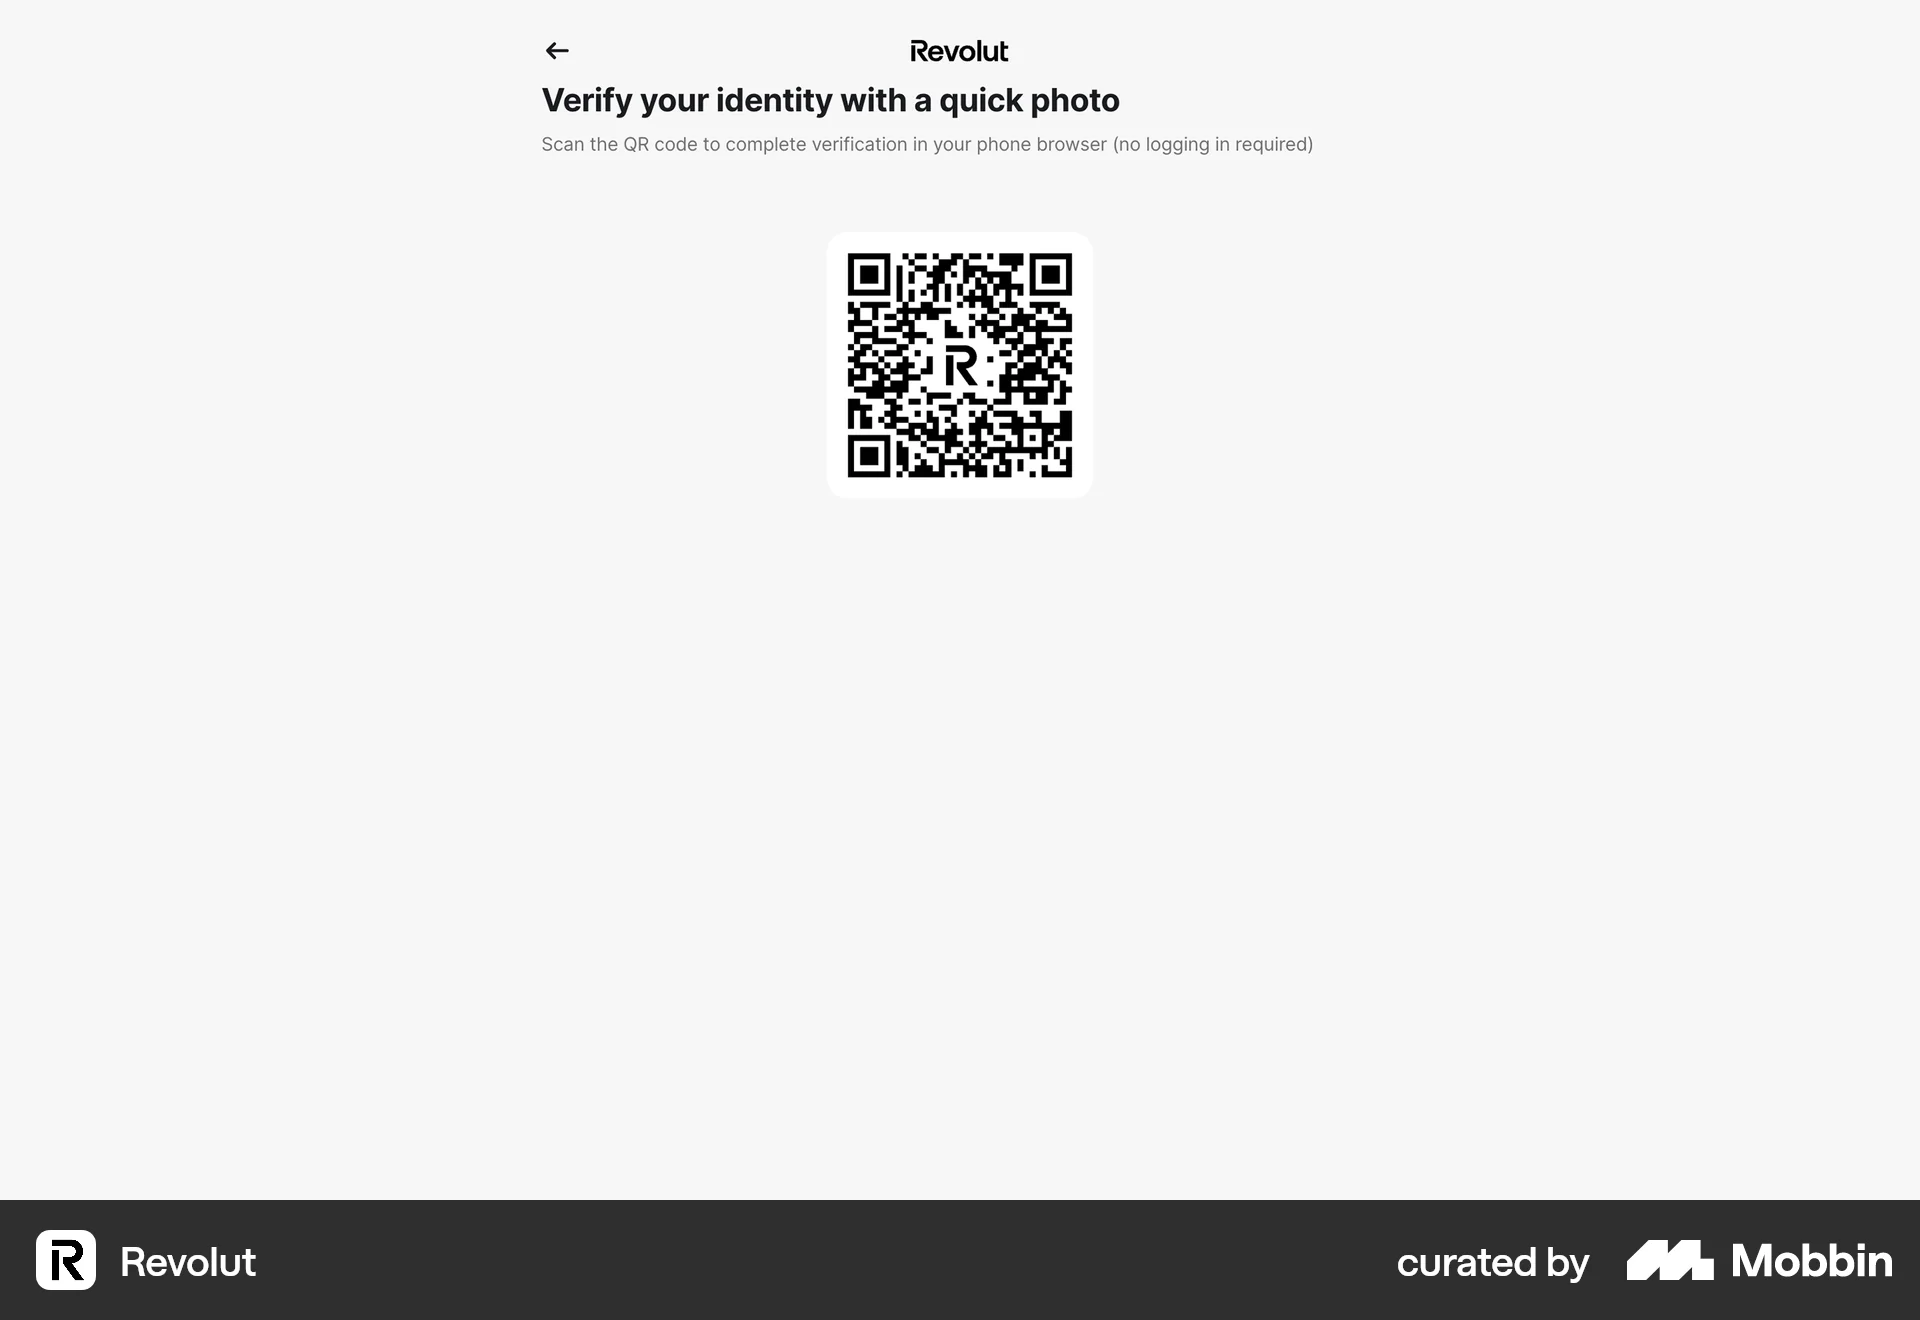 Revolut
Verify your identity with a quick photo
Scan the QR code to complete verification in your phone browser (no logging in required)
R
R Revolut
curated by Mobbin